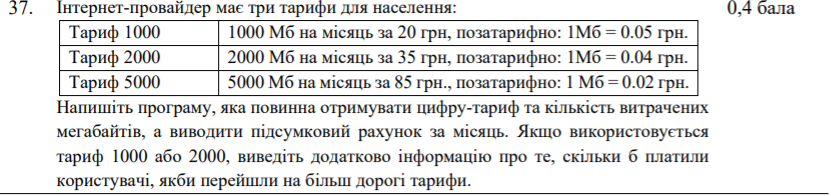 37. Інтернет-провайдер має три тарифи для населення: 0,4 бала
Тариф 1000 1000 Мб на місяць за 20 грн, позатарифно: 1Мб = 0.05 грн.
Тариф 2000 2000 Мб на місяць за 35 грн, позатарифно: 1Мб = 0.04 грн.
Тариф 5000 5000 Мб на місяць за 85 грн., позатарифно: 1 Мб = 0.02 грн.
Напишіть програму, яка повинна отримувати цифру-тариф та кількість витрачених
мегабайтів, а виводити підсумковий рахунок за місяць. Якщо використовується
тариф 1000 або 2000, виведіть додатково інформацію про те, скільки б платили
користувачі, якби перейшли на більш дорогі тарифи.